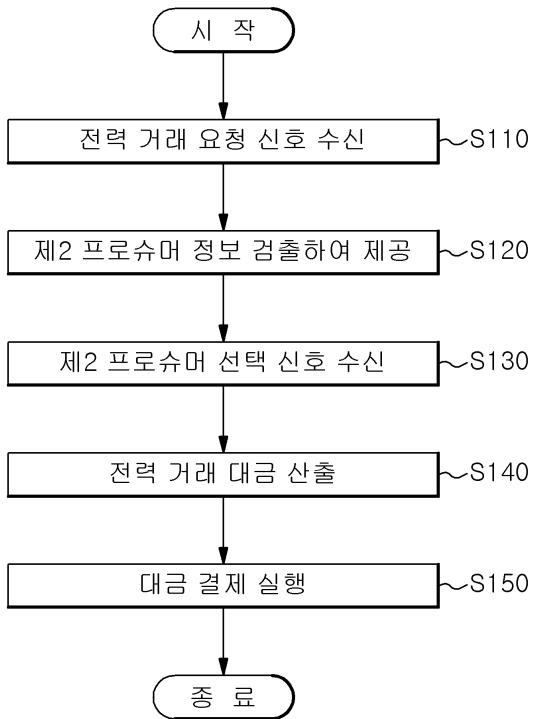 시 작
전력 거래 요청 신호 수신 S110
제2 프로슈머 정보 검출하여 제공 S120
제2 프로슈머 선택 신호 수신 S130
전력 거래 대금 산출 S140
대금 결제 실행 S150
종 료